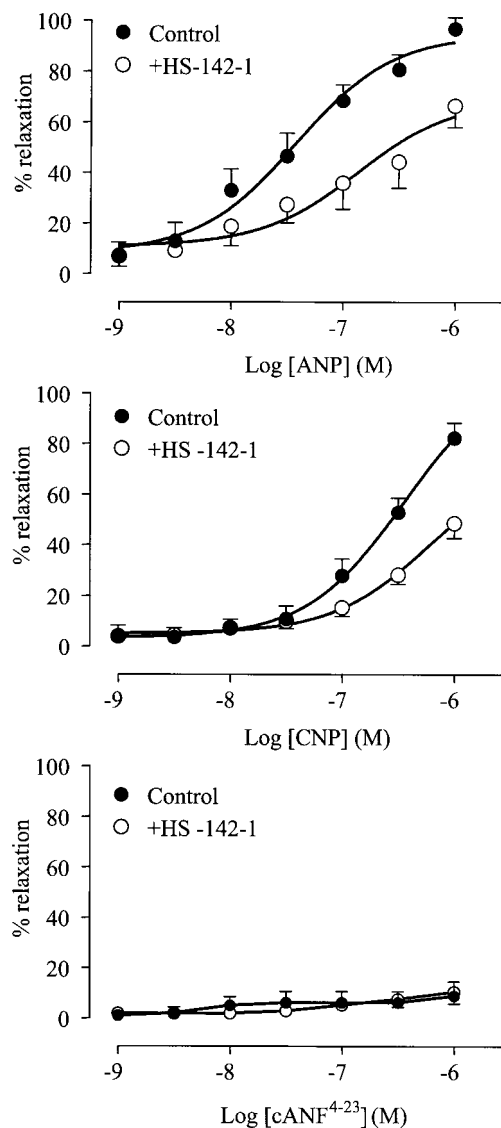 100
80
60
40
20
0
% relaxation
Control
+HS-142-1
-9
-8
-7
-6
Log [ANP] (M)
100
80
60
40
20
0
% relaxation
Control
+HS -142-1
-9
-8
-7
-6
Log [CNP] (M)
100
80
60
40
20
0
% relaxation
Control
+HS -142-1
-9
-8
-7
-6
Log [cANF4-23](M)